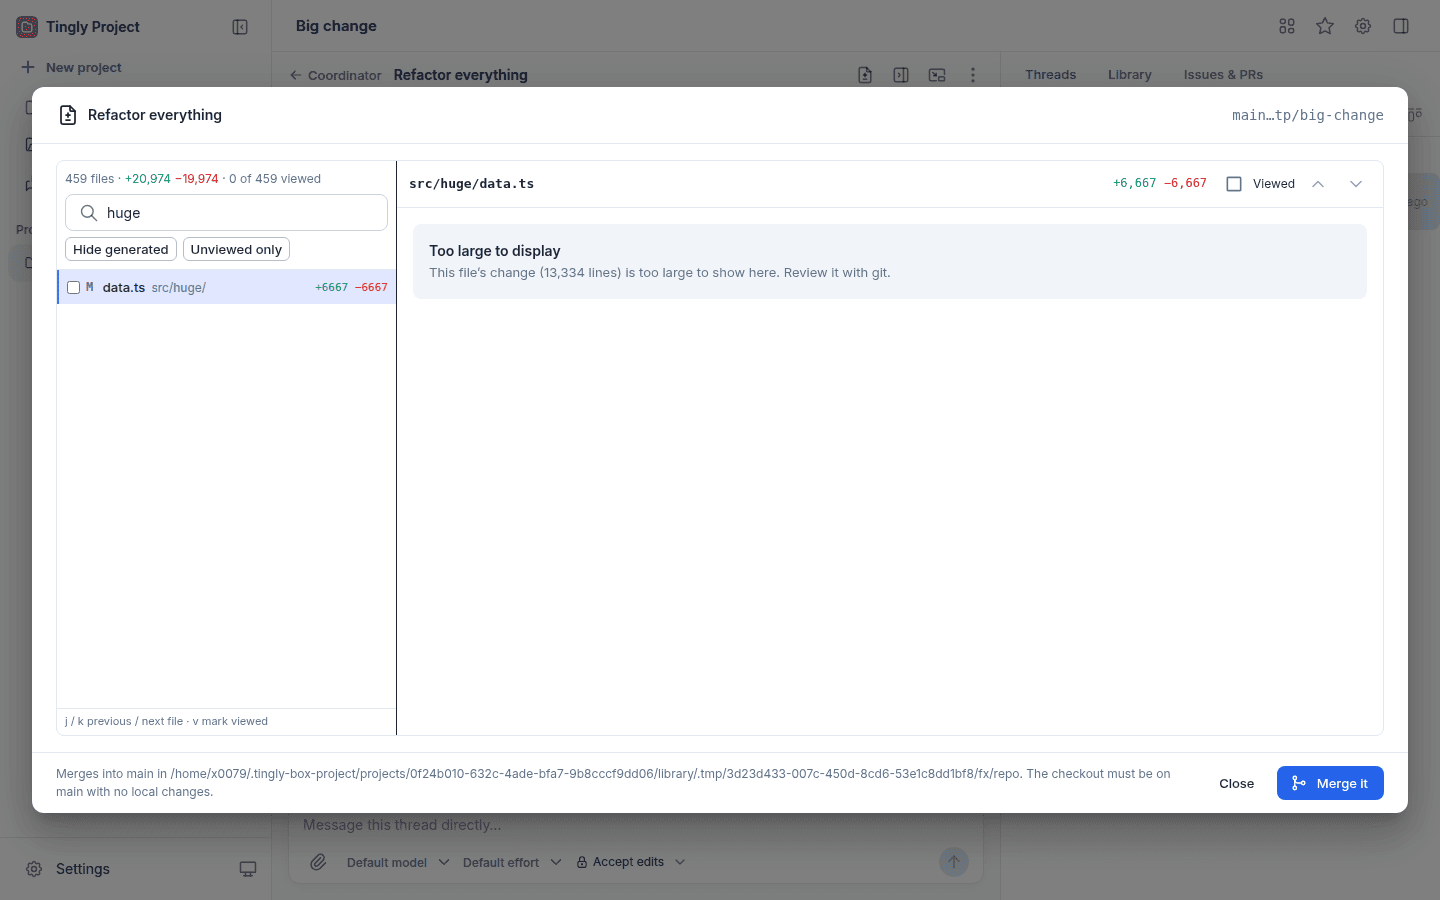 Tingly Project
Big change
New project
Coordinator
Refactor everything
Threads
Library
Issues & PRs
Refactor everything
main…tp/big-change
459 files · +20,974 −19,974 · 0 of 459 viewed
src/huge/data.ts
+6,667 −6,667
Viewed
huge
Hide generated
Unviewed only
Too large to display
This file’s change (13,334 lines) is too large to show here. Review it with git.
M data.ts src/huge/ +6667 −6667
ago
j / k previous / next file · v mark viewed
Merges into main in /home/x0079/.tingly-box-project/projects/0f24b010-632c-4ade-bfa7-9b8cccf9dd06/library/.tmp/3d23d433-007c-450d-8cd6-53e1c8dd1bf8/fx/repo. The checkout must be on
main with no local changes.
Close
Merge it
Message this thread directly…
Default model
Default effort
Accept edits
Settings